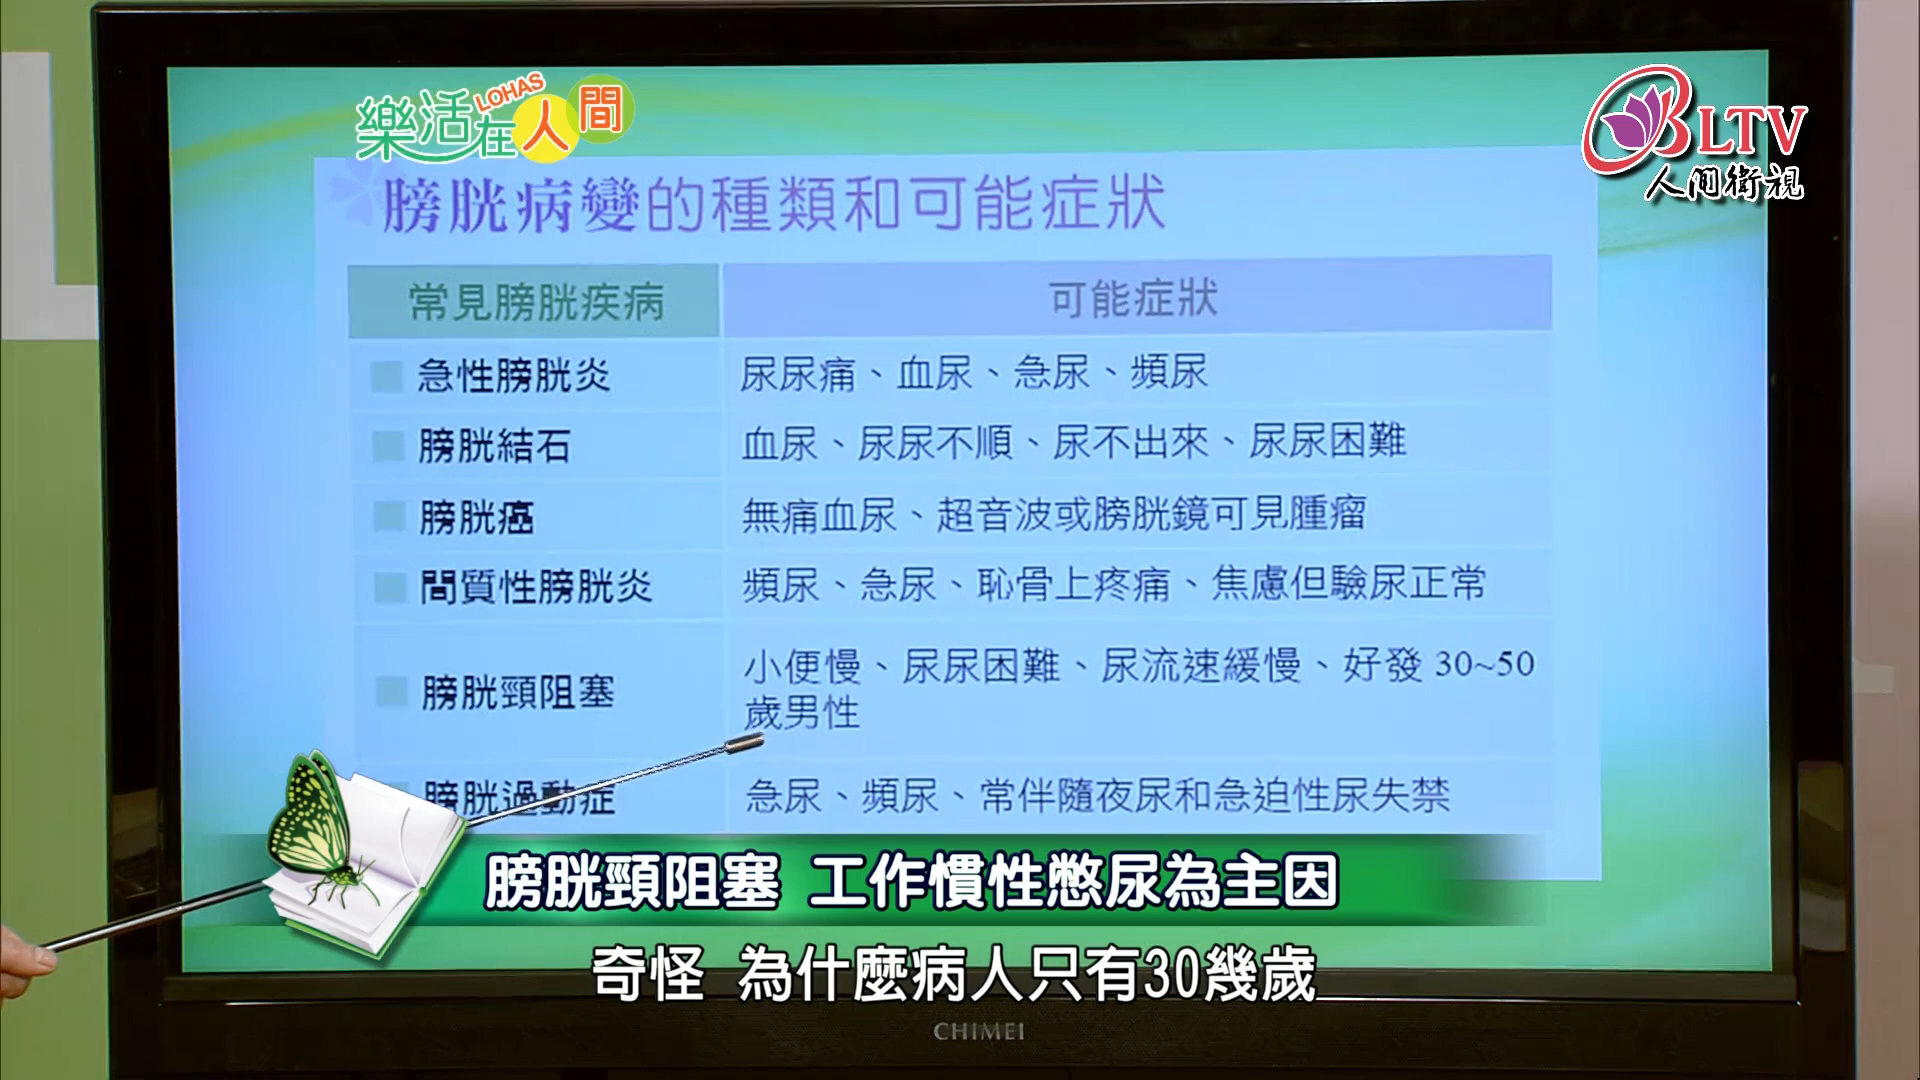 樂活在人間
LOHAS
BLTV
人間衛視
膀胱病變的種類和可能症狀
常見膀胱疾病 可能症狀
急性膀胱炎 尿尿痛、血尿、急尿、頻尿
膀胱結石 血尿、尿尿不順、尿不出來、尿尿困難
膀胱癌 無痛血尿、超音波或膀胱鏡可見腫瘤
間質性膀胱炎 頻尿、急尿、恥骨上疼痛、焦慮但驗尿正常
膀胱頸阻塞 小便慢、尿尿困難、尿流速緩慢、好發 30~50
歲男性
膀胱過動症 急尿、頻尿、常伴隨夜尿和急迫性尿失禁
膀胱頸阻塞 工作慣性憋尿為主因
奇怪 為什麼病人只有30幾歲
CHIMEI